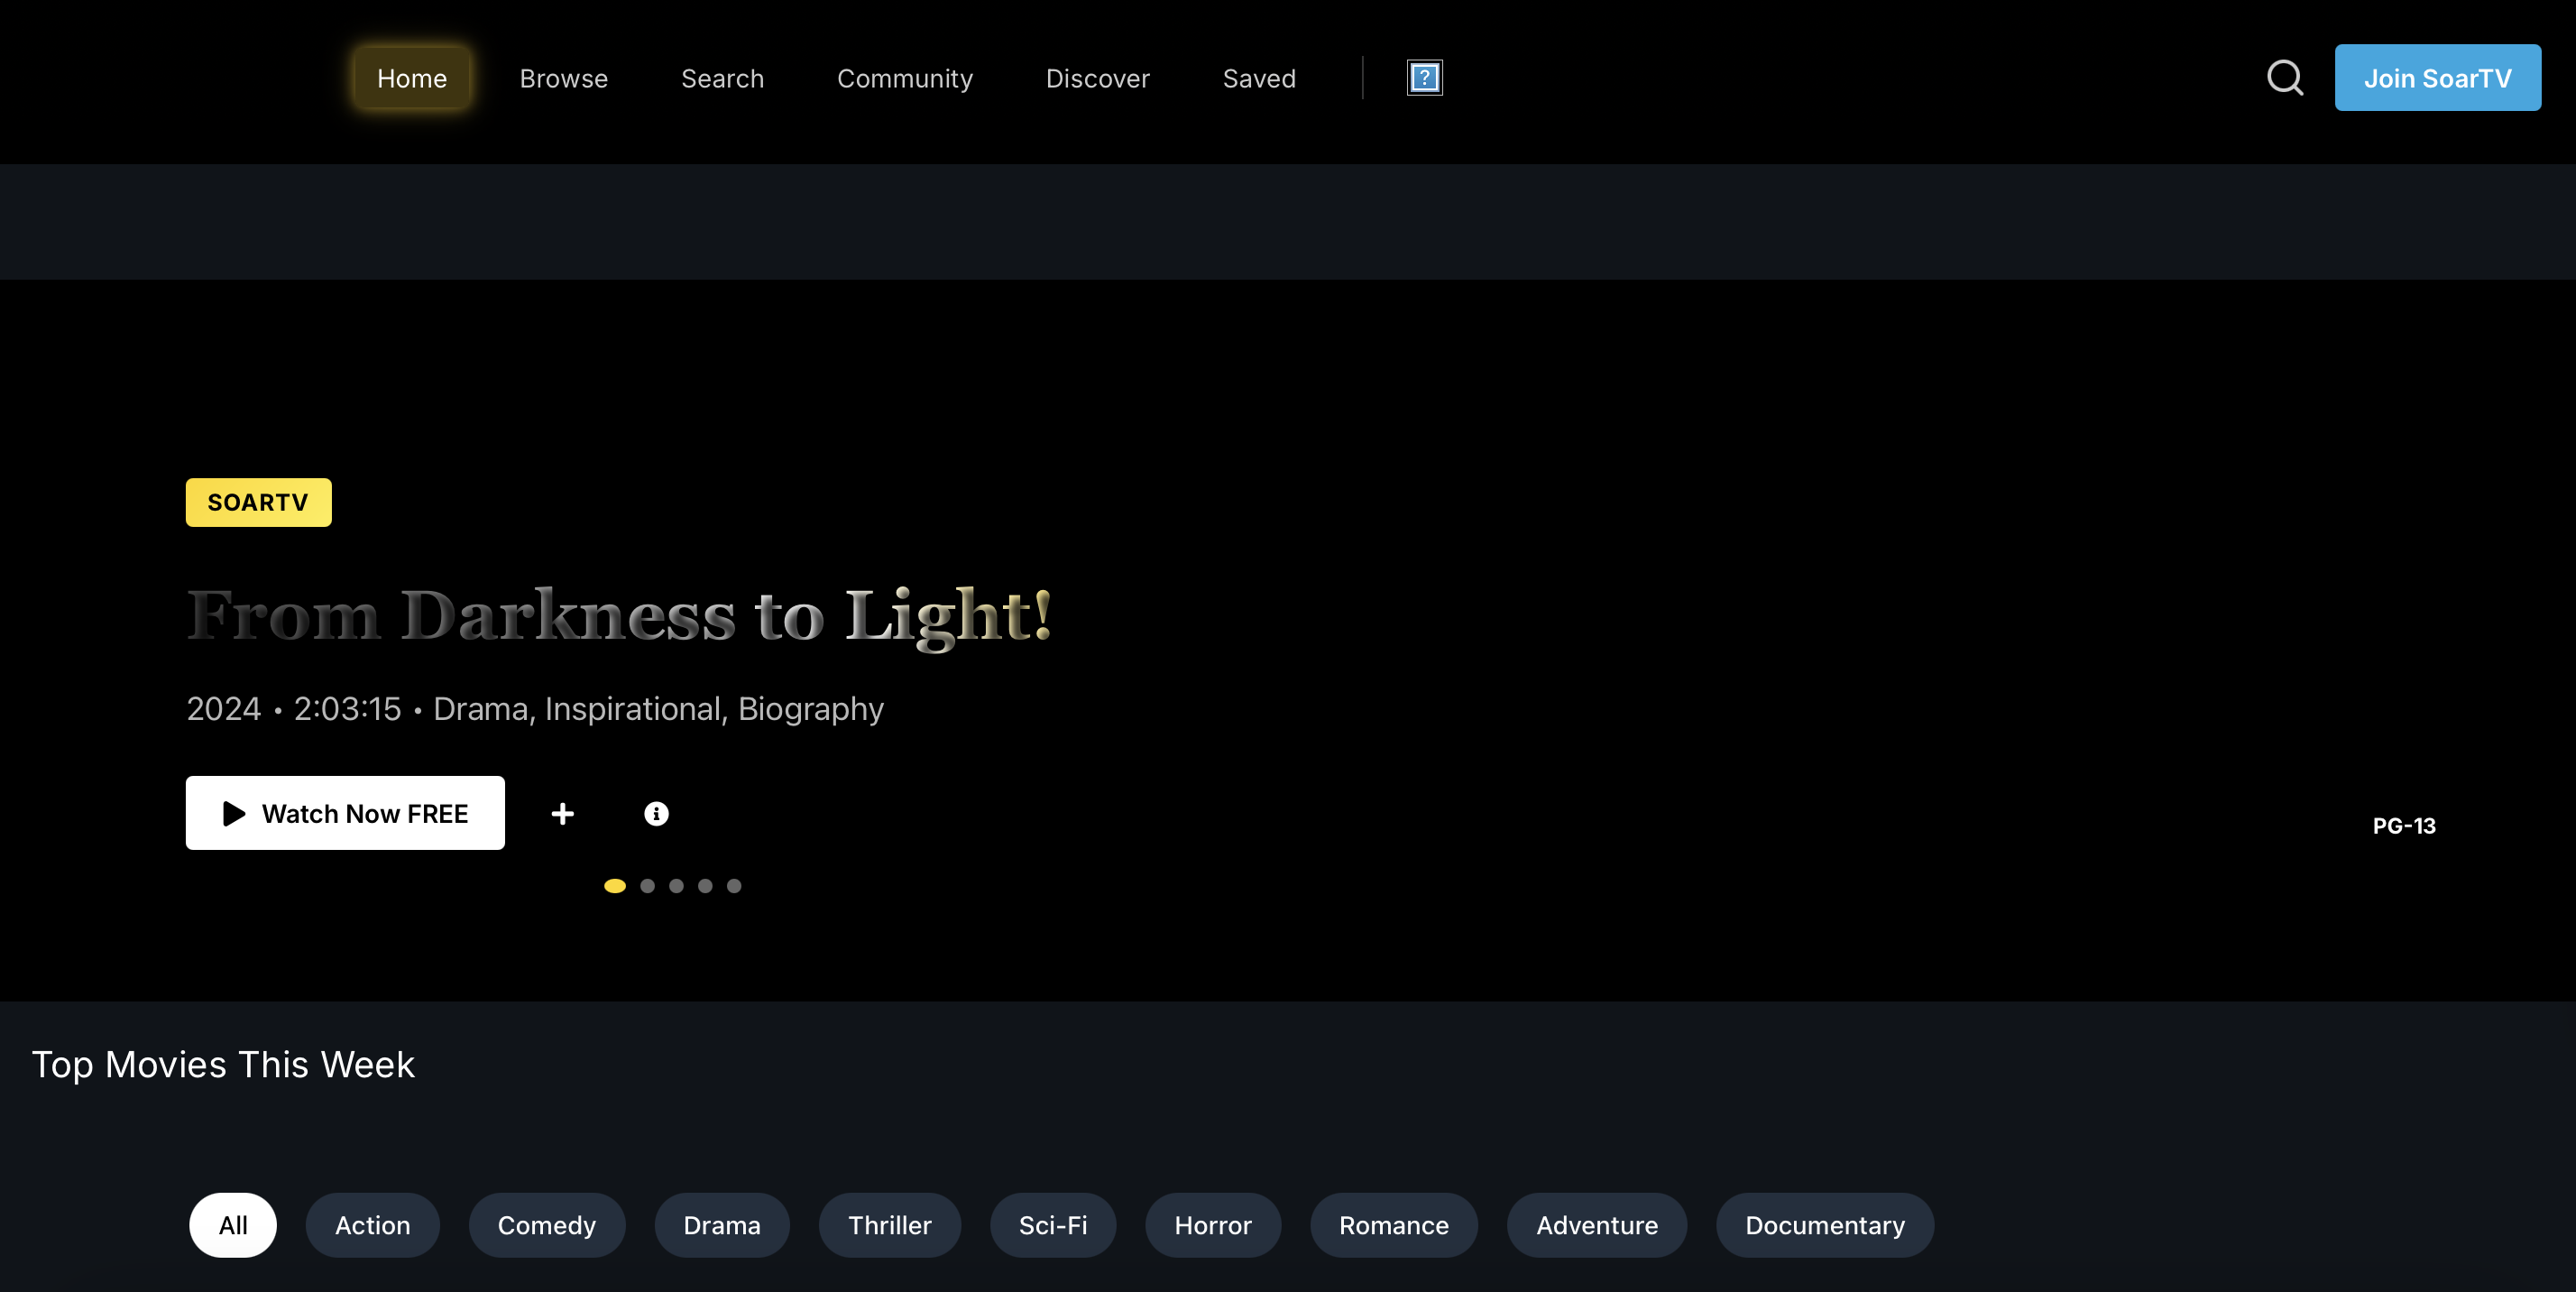 Home Browse Search Community Discover Saved ? Join SoarTV
SOARTV
From Darkness to Light!
2024 • 2:03:15 • Drama, Inspirational, Biography
Watch Now FREE
PG-13
Top Movies This Week
All Action Comedy Drama Thriller Sci-Fi Horror Romance Adventure Documentary